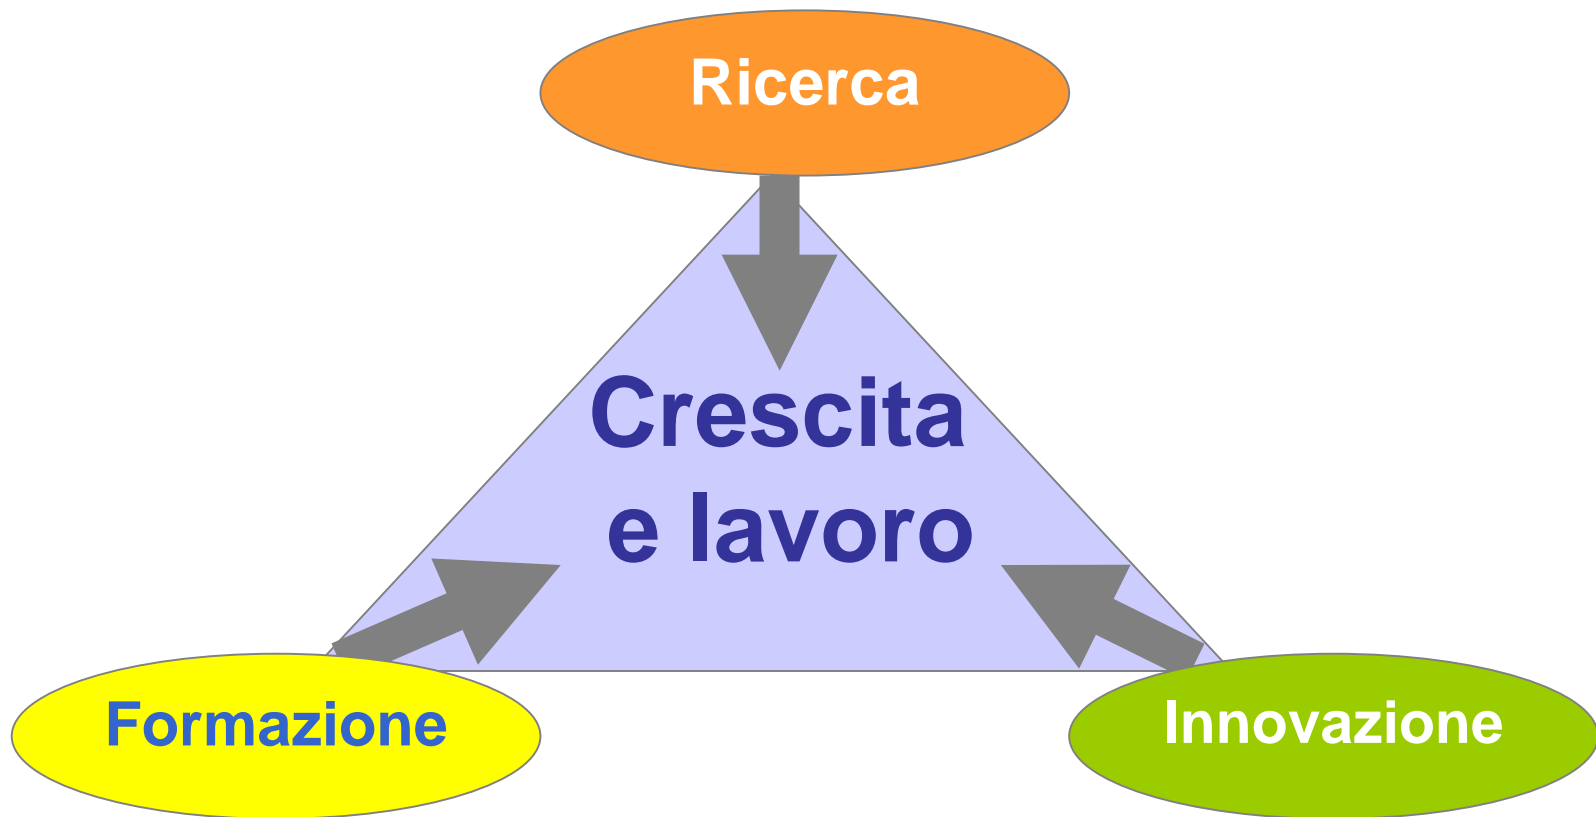 Ricerca
Crescita
e lavoro
Formazione
Innovazione